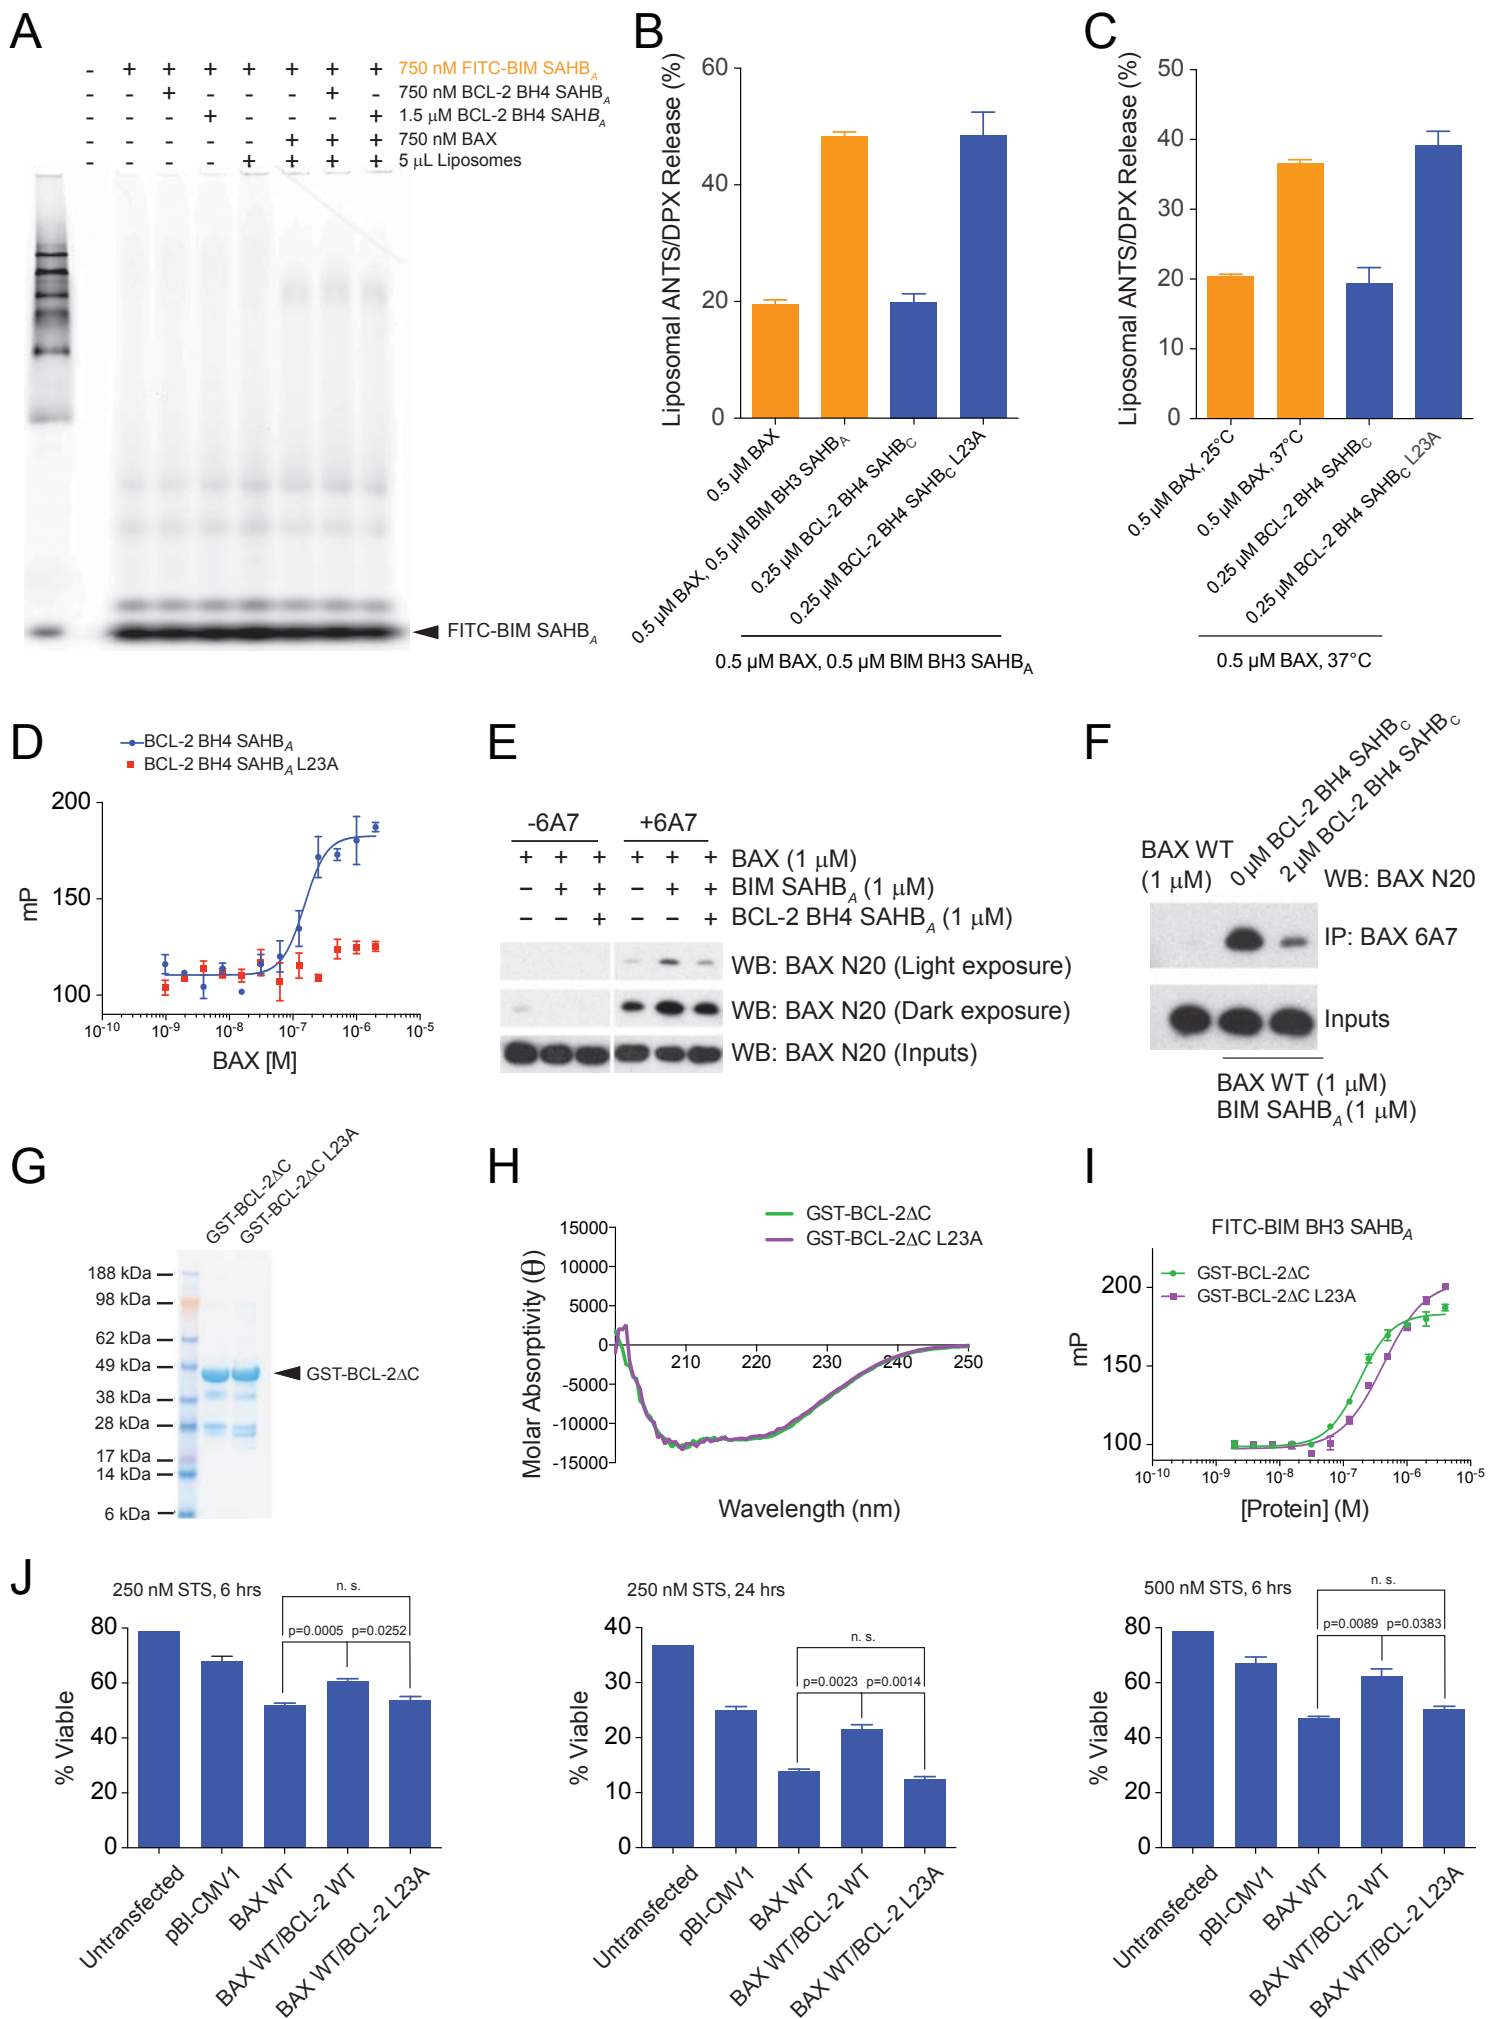 A
- + + + + + + + 750 nM FITC-BIM SAHB_A
- - + - - - + - 750 nM BCL-2 BH4 SAHB_A
- - - + - - - + 1.5 μM BCL-2 BH4 SAHB_A
- - - - - + + + 750 nM BAX
- - - - + + + + 5 μL Liposomes
FITC-BIM SAHB_A
B
Liposomal ANTS/DPX Release (%)
60
40
20
0
0.5 μM BAX
0.5 μM BAX, 0.5 μM BIM BH3 SAHB_A
0.25 μM BCL-2 BH4 SAHB_C
0.25 μM BCL-2 BH4 SAHB_C L23A
0.5 μM BAX, 0.5 μM BIM BH3 SAHB_A
C
Liposomal ANTS/DPX Release (%)
50
40
30
20
10
0
0.5 μM BAX, 25°C
0.5 μM BAX, 37°C
0.25 μM BCL-2 BH4 SAHB_C
0.25 μM BCL-2 BH4 SAHB_C L23A
0.5 μM BAX, 37°C
D
BCL-2 BH4 SAHB_A
BCL-2 BH4 SAHB_A L23A
mP
200
150
100
10^-10 10^-9 10^-8 10^-7 10^-6 10^-5
BAX [M]
E
-6A7 +6A7
+ + + + + + BAX (1 μM)
– + + – + + BIM SAHB_A (1 μM)
– – + – – + BCL-2 BH4 SAHB_A (1 μM)
WB: BAX N20 (Light exposure)
WB: BAX N20 (Dark exposure)
WB: BAX N20 (Inputs)
F
BAX WT
(1 μM)
0 μM BCL-2 BH4 SAHB_C
2 μM BCL-2 BH4 SAHB_C
WB: BAX N20
IP: BAX 6A7
Inputs
BAX WT (1 μM)
BIM SAHB_A (1 μM)
G
GST-BCL-2ΔC
GST-BCL-2ΔC L23A
188 kDa
98 kDa
62 kDa
49 kDa
38 kDa
28 kDa
17 kDa
14 kDa
6 kDa
GST-BCL-2ΔC
H
GST-BCL-2ΔC
GST-BCL-2ΔC L23A
Molar Absorptivity (Θ)
15000
10000
5000
0
-5000
-10000
-15000
210 220 230 240 250
Wavelength (nm)
I
FITC-BIM BH3 SAHB_A
GST-BCL-2ΔC
GST-BCL-2ΔC L23A
mP
200
150
100
10^-10 10^-9 10^-8 10^-7 10^-6 10^-5
[Protein] (M)
J
250 nM STS, 6 hrs
n. s.
p=0.0005 p=0.0252
% Viable
80
60
40
20
0
Untransfected
pBI-CMV1
BAX WT
BAX WT/BCL-2 WT
BAX WT/BCL-2 L23A
250 nM STS, 24 hrs
n. s.
p=0.0023 p=0.0014
% Viable
40
30
20
10
0
Untransfected
pBI-CMV1
BAX WT
BAX WT/BCL-2 WT
BAX WT/BCL-2 L23A
500 nM STS, 6 hrs
n. s.
p=0.0089 p=0.0383
% Viable
80
60
40
20
0
Untransfected
pBI-CMV1
BAX WT
BAX WT/BCL-2 WT
BAX WT/BCL-2 L23A